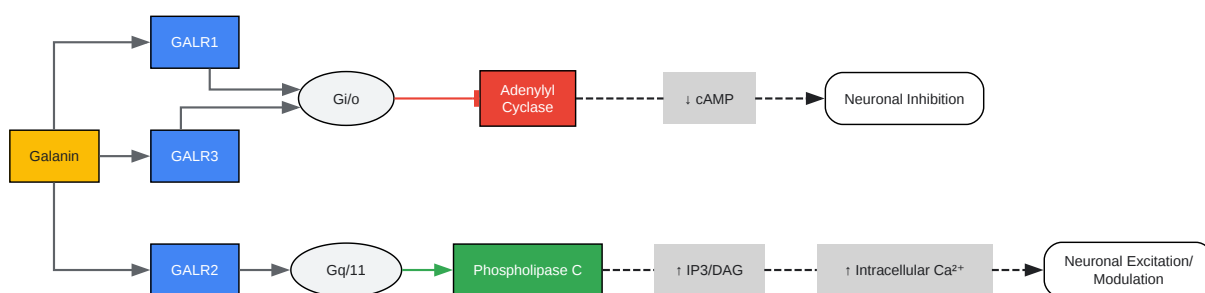 GALR1
Gi/o
Adenylyl
Cyclase
↓ cAMP
Neuronal Inhibition
Galanin
GALR3
GALR2
Gq/11
Phospholipase C
↑ IP3/DAG
↑ Intracellular Ca²⁺
Neuronal Excitation/
Modulation